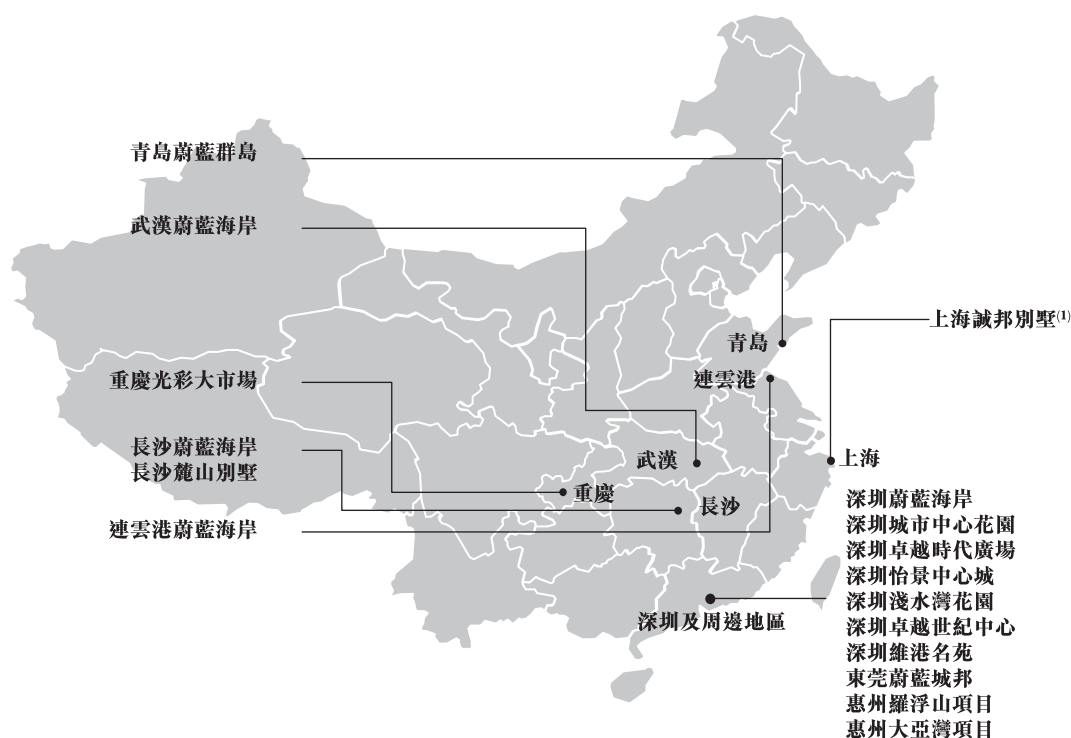 青島蔚藍群島
武漢蔚藍海岸
上海誠邦別墅(1)
青島
連雲港
重慶光彩大市場
長沙蔚藍海岸
長沙麓山別墅
武漢
上海
重慶
長沙
連雲港蔚藍海岸
深圳蔚藍海岸
深圳城市中心花園
深圳卓越時代廣場
深圳怡景中心城
深圳淺水灣花園
深圳卓越世紀中心
深圳維港名苑
東莞蔚藍城邦
惠州羅浮山項目
惠州大亞灣項目
深圳及周邊地區